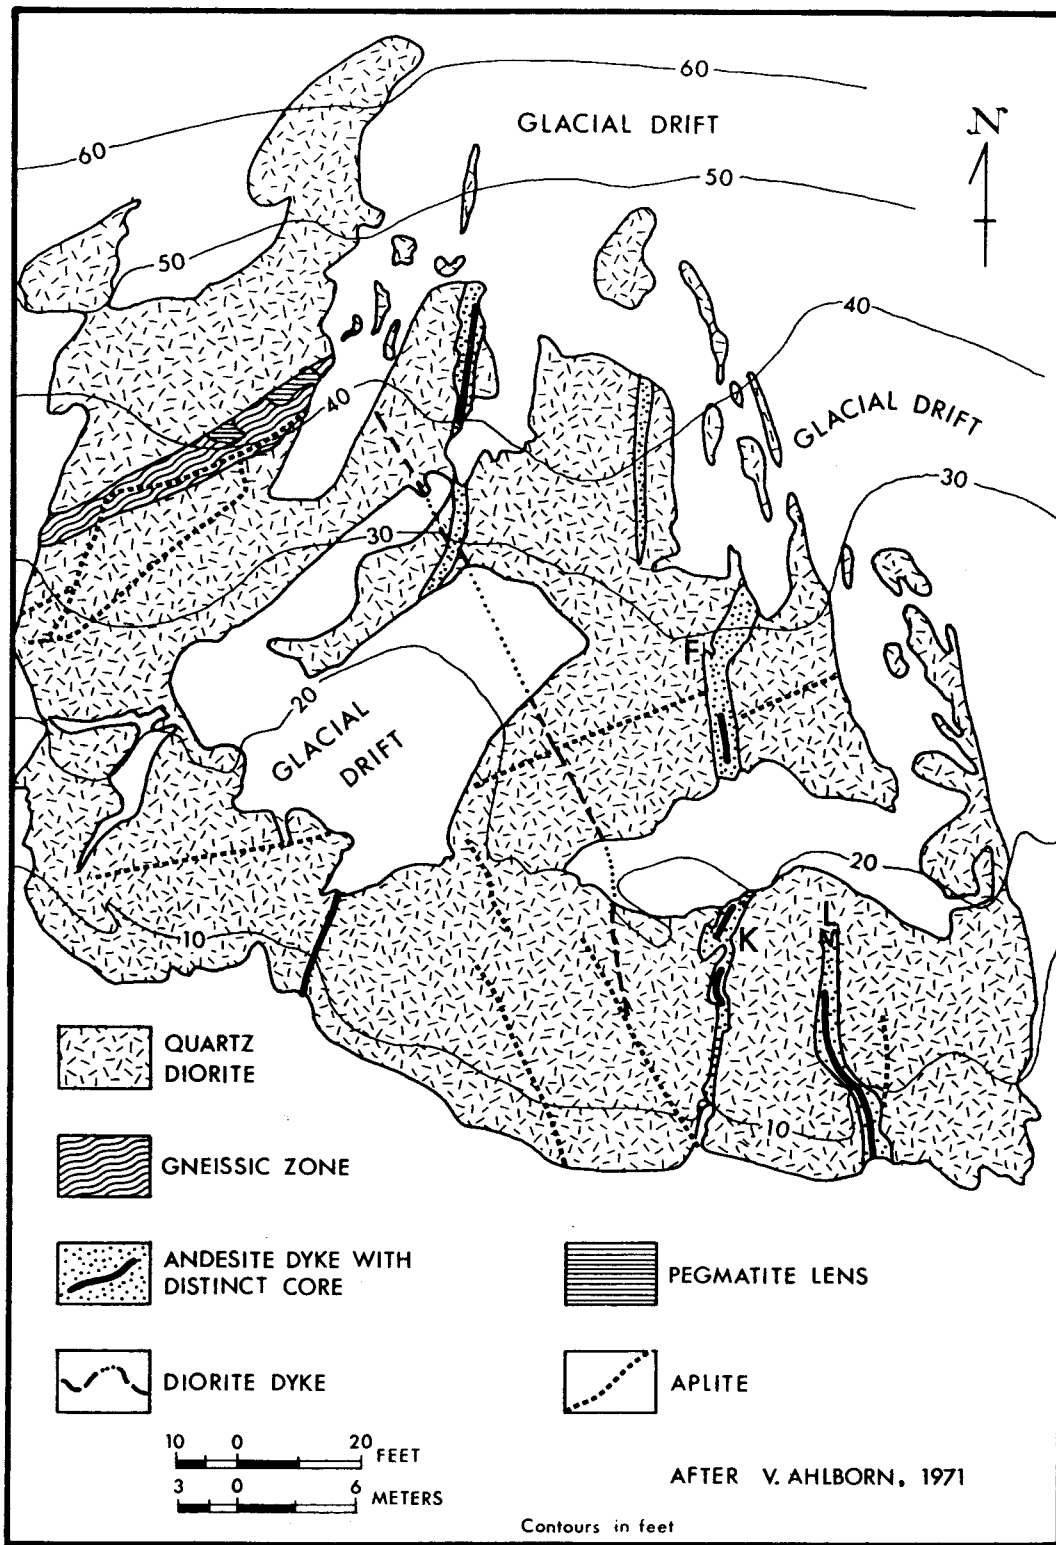 60
GLACIAL DRIFT
N
60
50
50
40
GLACIAL DRIFT
40
30
30
F
20
GLACIAL
DRIFT
20
L
M
K
10
10
QUARTZ
DIORITE
GNEISSIC ZONE
ANDESITE DYKE WITH
DISTINCT CORE
PEGMATITE LENS
DIORITE DYKE
APLITE
10 0 20 FEET
3 0 6 METERS
AFTER V. AHLBORN, 1971
Contours in feet